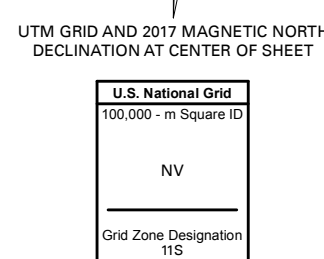 UTM GRID AND 2017 MAGNETIC NORTH
DECLINATION AT CENTER OF SHEET
U.S. National Grid
100,000 - m Square ID
NV
Grid Zone Designation
11S